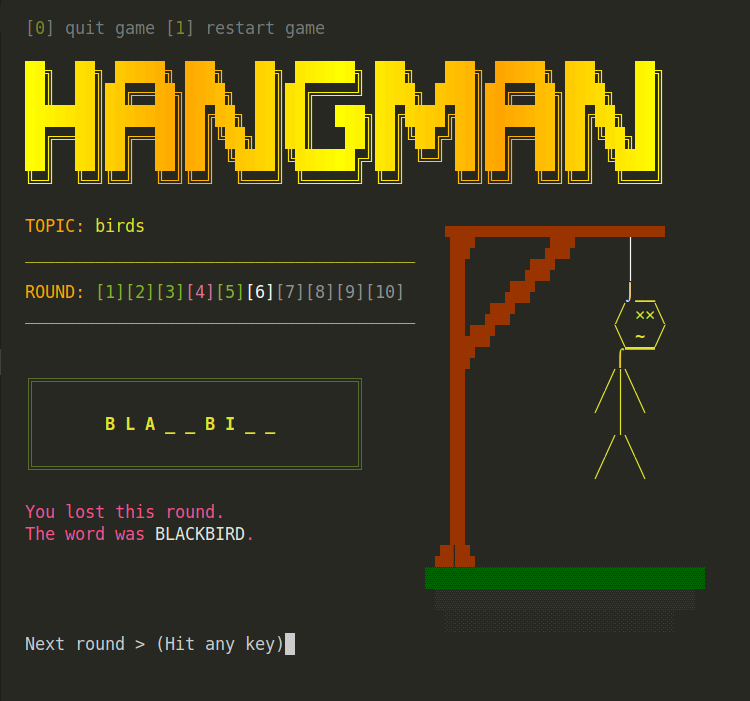 [0] quit game [1] restart game
HANGMAN
TOPIC: birds
ROUND: [1][2][3][4][5][6][7][8][9][10]
B L A _ _ B I _ _
You lost this round.
The word was BLACKBIRD.
Next round > (Hit any key)